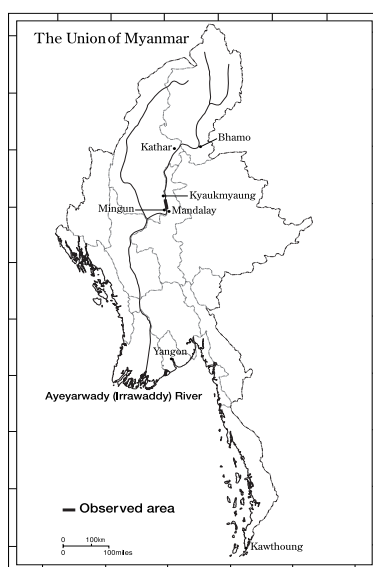 The Union of Myanmar
Bhamo
Kathar
Kyaukmyaung
Mingun
Mandalay
Yangon
Ayeyarwady (Irrawaddy) River
Observed area
0 100km
0 100miles
Kawthoung